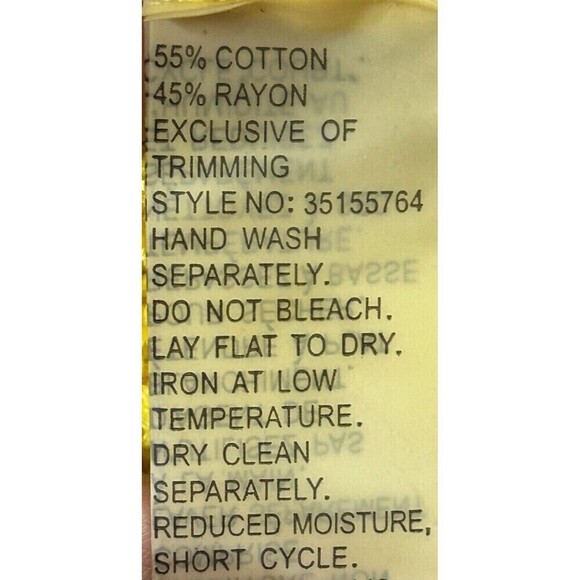 55% COTTON
45% RAYON
EXCLUSIVE OF
TRIMMING
STYLE NO: 35155764
HAND WASH
SEPARATELY.
DO NOT BLEACH.
LAY FLAT TO DRY.
IRON AT LOW
TEMPERATURE.
DRY CLEAN
SEPARATELY.
REDUCED MOISTURE,
SHORT CYCLE.